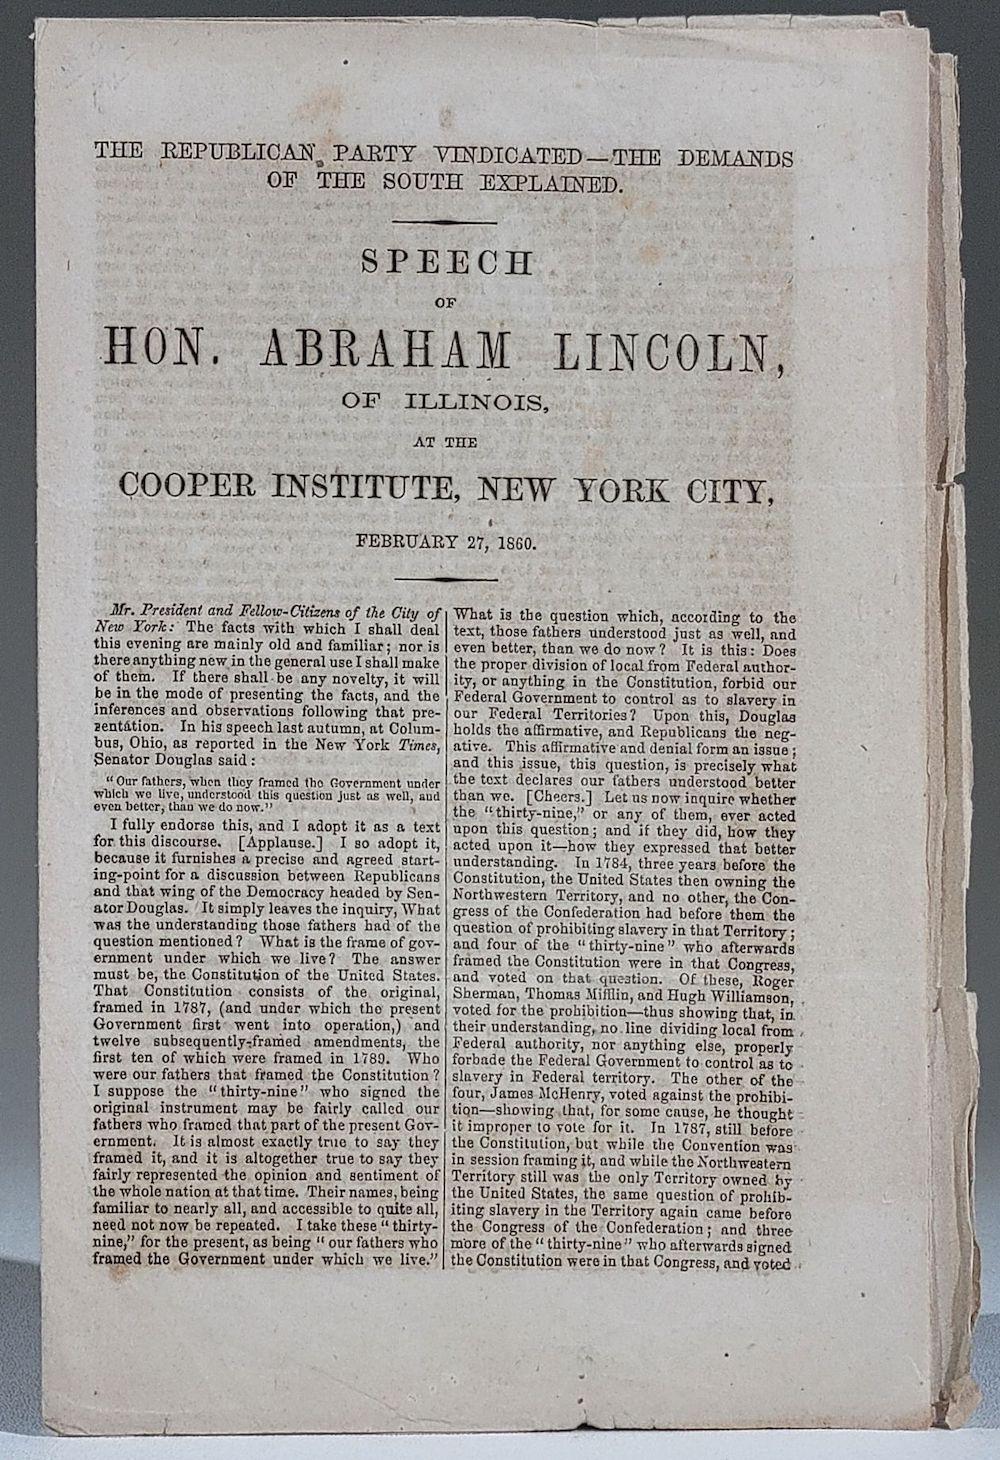 THE REPUBLICAN PARTY VINDICATED—THE DEMANDS
OF THE SOUTH EXPLAINED.
SPEECH
OF
HON. ABRAHAM LINCOLN,
OF ILLINOIS,
AT THE
COOPER INSTITUTE, NEW YORK CITY,
FEBRUARY 27, 1860.
Mr. President and Fellow-Citizens of the City of
New York: The facts with which I shall deal
this evening are mainly old and familiar; nor is
there anything new in the general use I shall make
of them. If there shall be any novelty, it will
be in the mode of presenting the facts, and the
inferences and observations following that pre-
sentation. In his speech last autumn, at Colum-
bus, Ohio, as reported in the New York Times,
Senator Douglas said:
"Our fathers, when they framed the Government under
which we live, understood this question just as well, and
even better, than we do now."
I fully endorse this, and I adopt it as a text
for this discourse. [Applause.] I so adopt it,
because it furnishes a precise and agreed start-
ing-point for a discussion between Republicans
and that wing of the Democracy headed by Sen-
ator Douglas. It simply leaves the inquiry, What
was the understanding those fathers had of the
question mentioned? What is the frame of gov-
ernment under which we live? The answer
must be, the Constitution of the United States.
That Constitution consists of the original,
framed in 1787, (and under which the present
Government first went into operation,) and
twelve subsequently-framed amendments, the
first ten of which were framed in 1789. Who
were our fathers that framed the Constitution?
I suppose the "thirty-nine" who signed the
original instrument may be fairly called our
fathers who framed that part of the present Gov-
ernment. It is almost exactly true to say they
framed it, and it is altogether true to say they
fairly represented the opinion and sentiment of
the whole nation at that time. Their names, being
familiar to nearly all, and accessible to quite all,
need not now be repeated. I take these "thirty-
nine," for the present, as being "our fathers who
framed the Government under which we live."
What is the question which, according to the
text, those fathers understood just as well, and
even better, than we do now? It is this: Does
the proper division of local from Federal author-
ity, or anything in the Constitution, forbid our
Federal Government to control as to slavery in
our Federal Territories? Upon this, Douglas
holds the affirmative, and Republicans the neg-
ative. This affirmative and denial form an issue;
and this issue, this question, is precisely what
the text declares our fathers understood better
than we. [Cheers.] Let us now inquire whether
the "thirty-nine," or any of them, ever acted
upon this question; and if they did, how they
acted upon it—how they expressed that better
understanding. In 1784, three years before the
Constitution, the United States then owning the
Northwestern Territory, and no other, the Con-
gress of the Confederation had before them the
question of prohibiting slavery in that Territory;
and four of the "thirty-nine" who afterwards
framed the Constitution were in that Congress,
and voted on that question. Of these, Roger
Sherman, Thomas Mifflin, and Hugh Williamson,
voted for the prohibition—thus showing that, in
their understanding, no line dividing local from
Federal authority, nor anything else, properly
forbade the Federal Government to control as to
slavery in Federal territory. The other of the
four, James McHenry, voted against the prohibi-
tion—showing that, for some cause, he thought
it improper to vote for it. In 1787, still before
the Constitution, but while the Convention was
in session framing it, and while the Northwestern
Territory still was the only Territory owned by
the United States, the same question of prohib-
iting slavery in the Territory again came before
the Congress of the Confederation; and three
more of the "thirty-nine" who afterwards signed
the Constitution were in that Congress, and voted